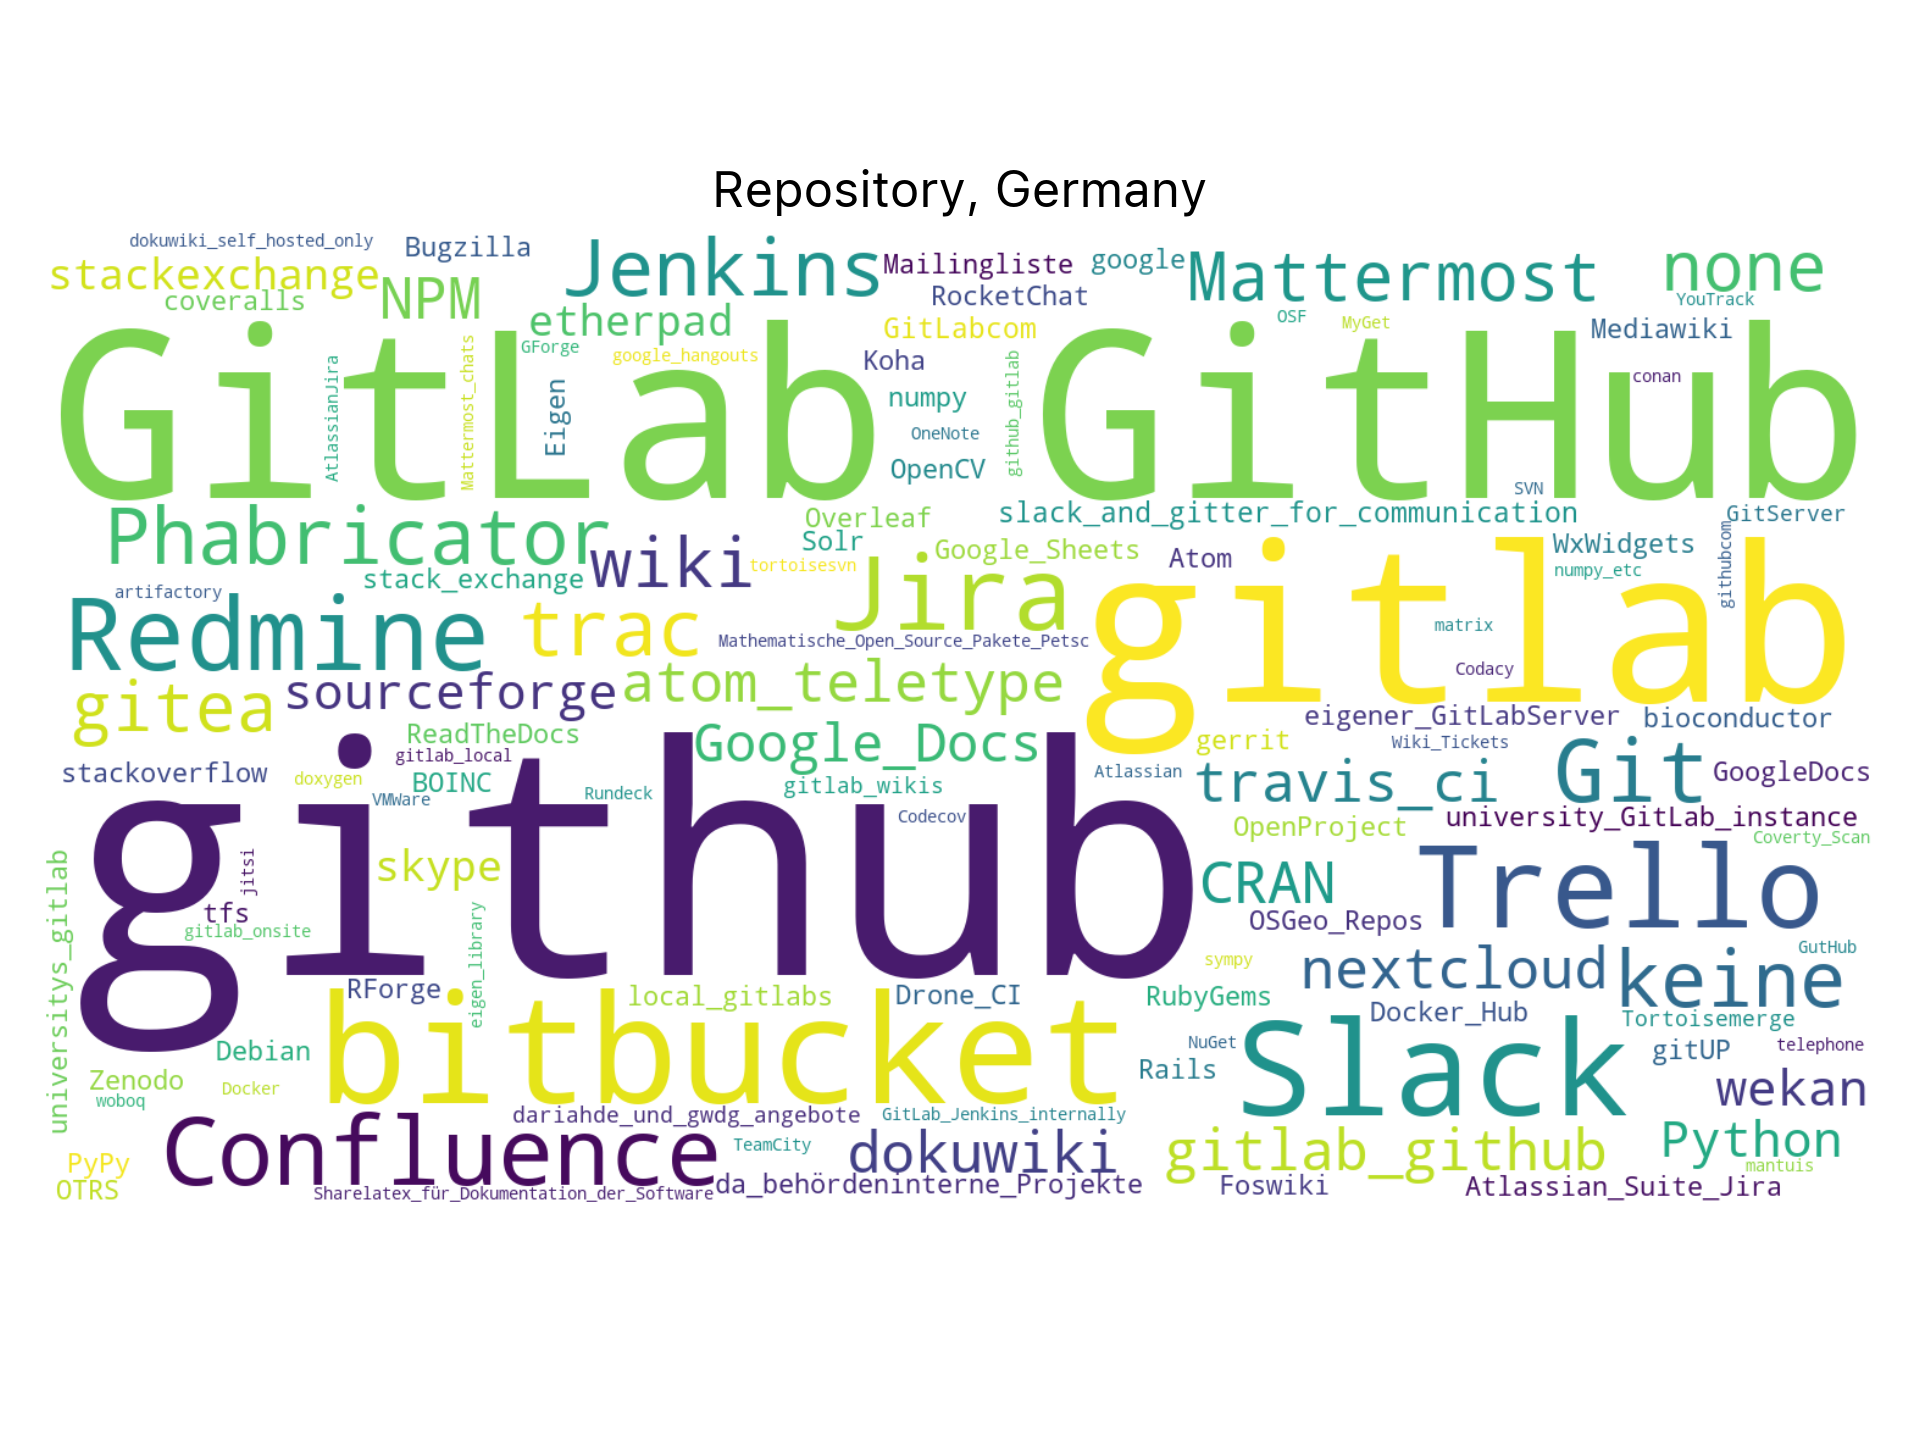 Repository, Germany
dokuwiki_self_hosted_only
Bugzilla
Jenkins
Mailingliste
google
Mattermost
none
stackexchange
coveralls
NPM
etherpad
RocketChat
GitLabcom
OSF
MyGet
YouTrack
Mediawiki
GForge
google_hangouts
Koha
GitLab
AtlassianJira
Mattermost_chats
Eigen
numpy
OneNote
OpenCV
github_gitlab
GitHub
conan
SVN
Phabricator
wiki
Overleaf
Solr
slack_and_gitter_for_communication
GitServer
stack_exchange
tortoisesvn
Google_Sheets
Atom
WxWidgets
numpy_etc
githubcom
artifactory
Redmine
trac
Jira
gitlab
matrix
Codacy
Mathematische_Open_Source_Pakete_Petsc
gitea
sourceforge
atom_teletype
eigener_GitLabServer
bioconductor
ReadTheDocs
gitlab_local
Google_Docs
gerrit
Wiki_Tickets
Git
stackoverflow
doxygen
BOINC
gitlab_wikis
Atlassian
travis_ci
GoogleDocs
VMWare
Rundeck
Codecov
OpenProject
university_GitLab_instance
Coverty_Scan
github
universitys_gitlab
jitsi
skype
CRAN
Trello
tfs
gitlab_onsite
eigen_library
OSGeo_Repos
sympy
GutHub
RForge
local_gitlabs
Drone_CI
RubyGems
nextcloud
keine
Docker_Hub
Tortoisemerge
Debian
bitbucket
NuGet
Slack
gitUP
telephone
Zenodo
Docker
woboq
Rails
wekan
Confluence
dariahde_und_gwdg_angebote
GitLab_Jenkins_internally
TeamCity
dokuwiki
gitlab_github
Python
PyPy
mantuis
OTRS
Sharelatex_für_Dokumentation_der_Software
da_behördeninterne_Projekte
Foswiki
Atlassian_Suite_Jira